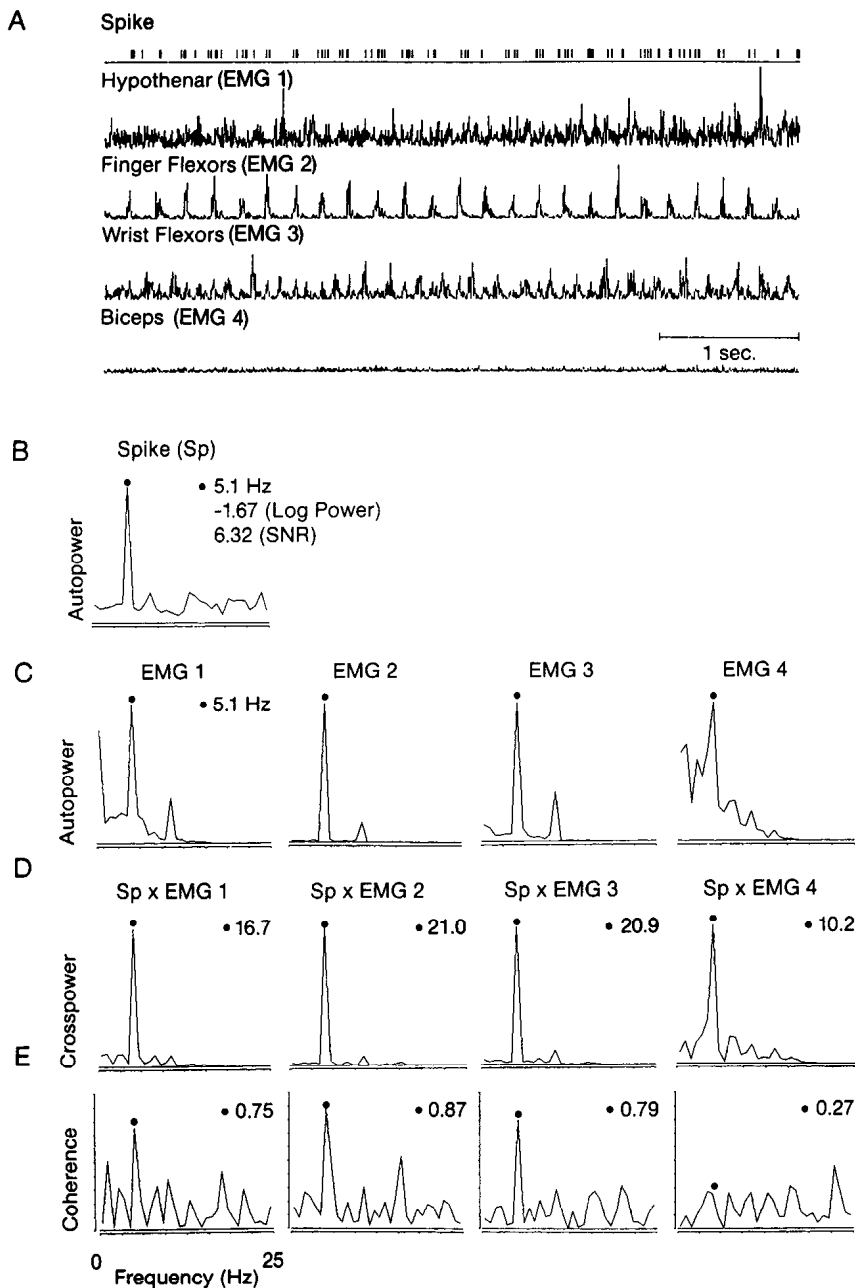 A
Spike
Hypothenar (EMG 1)
Finger Flexors (EMG 2)
Wrist Flexors (EMG 3)
Biceps (EMG 4)
1 sec.
B
Spike (Sp)
• 5.1 Hz
-1.67 (Log Power)
6.32 (SNR)
Autopower
C
EMG 1
EMG 2
EMG 3
EMG 4
• 5.1 Hz
Autopower
D
Sp x EMG 1
Sp x EMG 2
Sp x EMG 3
Sp x EMG 4
• 16.7
• 21.0
• 20.9
• 10.2
Crosspower
E
• 0.75
• 0.87
• 0.79
• 0.27
Coherence
0
25
Frequency (Hz)